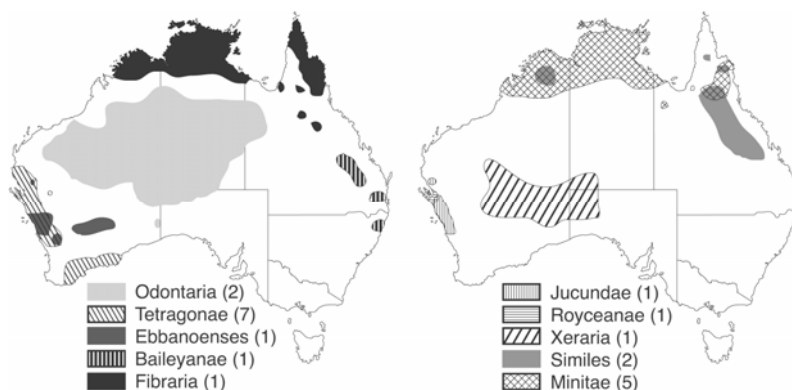 Odontaria (2)
Tetragonae (7)
Ebbanoenses (1)
Baileyanae (1)
Fibraria (1)
Jucundae (1)
Royceanae (1)
Xeraria (1)
Similes (2)
Minitae (5)